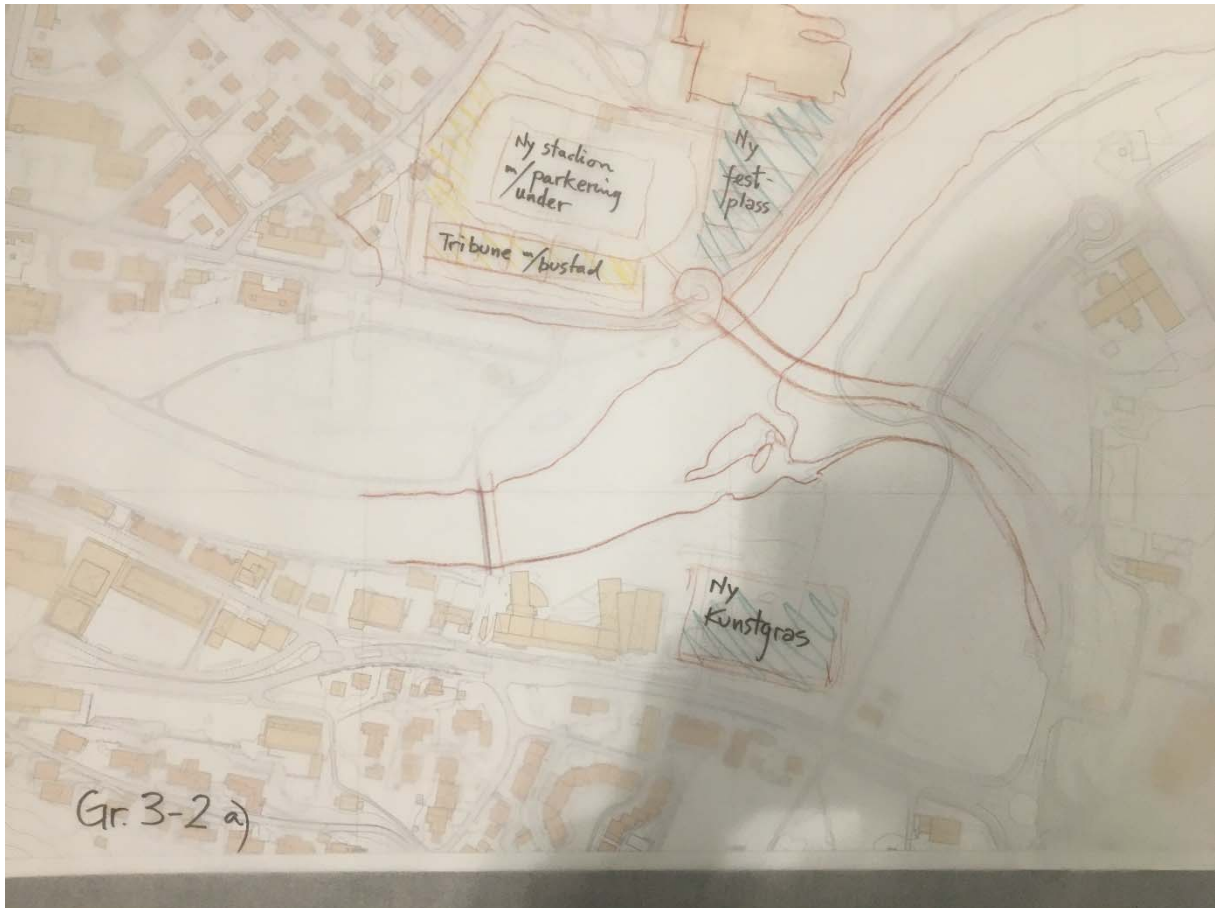 Ny stadion
m/parkering
under
Ny
fest-
plass
Tribune m/bustad
Ny
Kunstgras
Gr. 3-2 a)